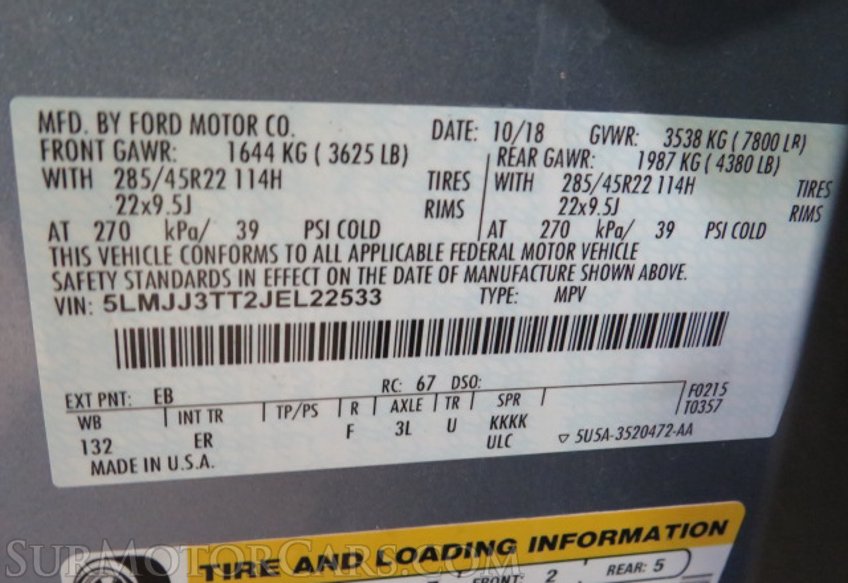 MFD. BY FORD MOTOR CO. DATE: 10/18 GVWR: 3538 KG ( 7800 LB)
FRONT GAWR: 1644 KG ( 3625 LB) REAR GAWR: 1987 KG ( 4380 LB)
WITH 285/45R22 114H TIRES WITH 285/45R22 114H TIRES
22x9.5J RIMS 22x9.5J RIMS
AT 270 kPa/ 39 PSI COLD AT 270 kPa/ 39 PSI COLD
THIS VEHICLE CONFORMS TO ALL APPLICABLE FEDERAL MOTOR VEHICLE
SAFETY STANDARDS IN EFFECT ON THE DATE OF MANUFACTURE SHOWN ABOVE.
VIN: 5LMJJ3TT2JEL22533 TYPE: MPV
EXT PNT: EB RC: 67 DSO: F0215
WB INT TR TP/PS R AXLE TR SPR T0357
132 ER F 3L U KKKK
ULC ▽ 5U5A-3520472-AA
MADE IN U.S.A.
TIRE AND LOADING INFORMATION
FRONT: 2 REAR: 5
SurMotorCars.com